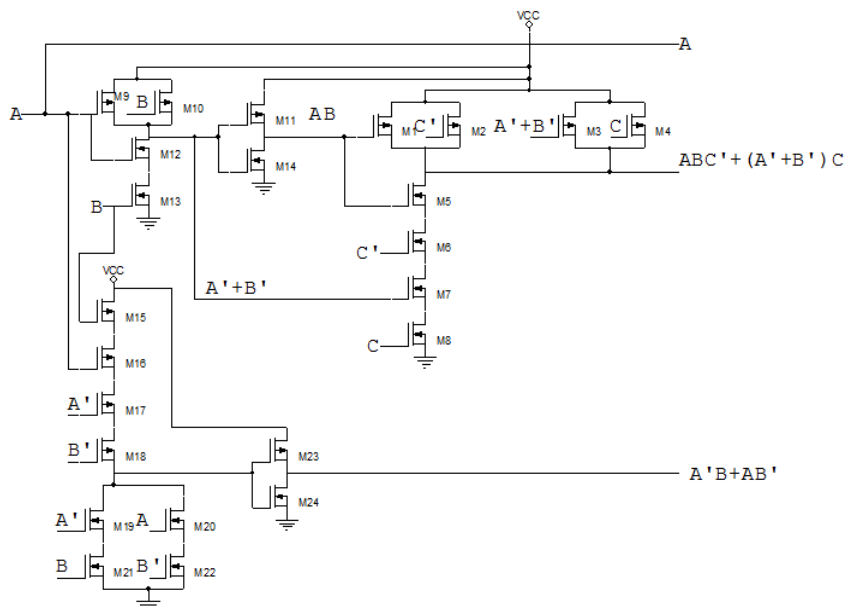 VCC
A
M9
B
M10
A
M11
AB
M1
C'
M2
A'+B'
M3
C
M4
M12
M14
ABC'+(A'+B')C
B
M13
M5
C'
M6
VCC
A'+B'
M7
M15
C
M8
M16
A'
M17
B'
M18
M23
A'B+AB'
M24
A'
M19
A
M20
B
M21
B'
M22